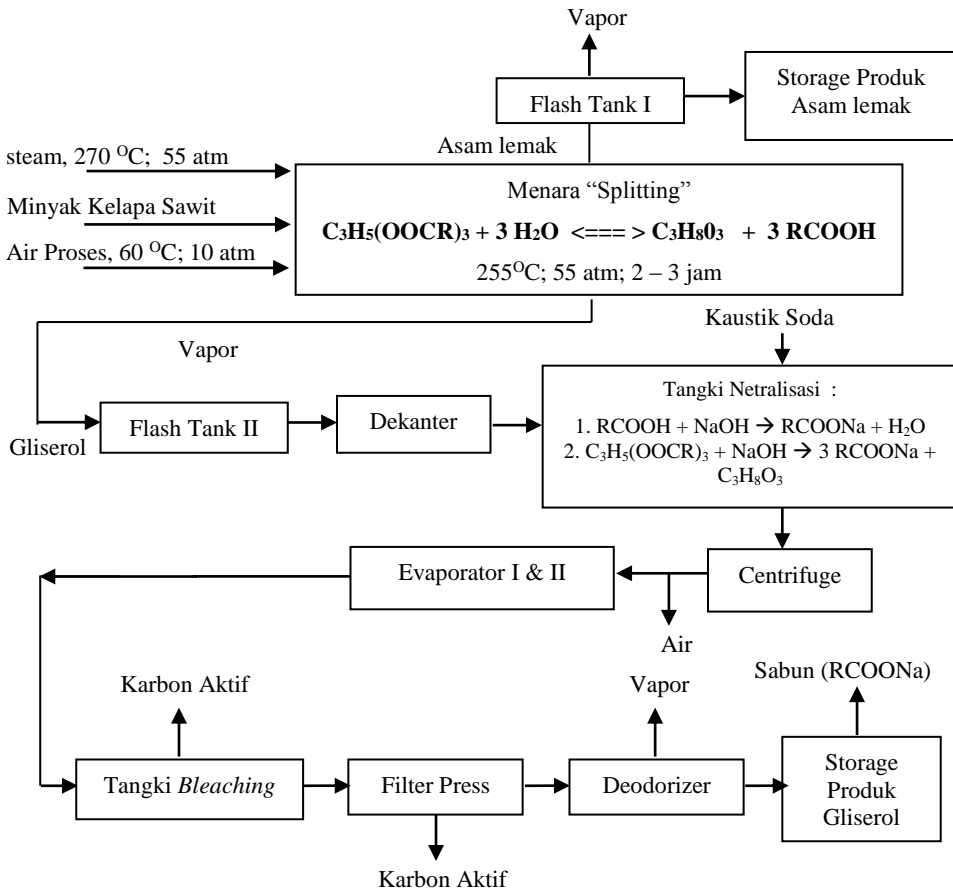 Vapor
Flash Tank I
Storage Produk
Asam lemak
Asam lemak
steam, 270 ᴼC; 55 atm
Minyak Kelapa Sawit
Air Proses, 60 ᴼC; 10 atm
Menara “Splitting”
C₃H₅(OOCR)₃ + 3 H₂O <=== > C₃H₈0₃ + 3 RCOOH
255ᴼC; 55 atm; 2 – 3 jam
Vapor
Kaustik Soda
Gliserol
Flash Tank II
Dekanter
Tangki Netralisasi :
1. RCOOH + NaOH → RCOONa + H₂O
2. C₃H₅(OOCR)₃ + NaOH → 3 RCOONa +
C₃H₈O₃
Evaporator I & II
Centrifuge
Air
Karbon Aktif
Vapor
Sabun (RCOONa)
Tangki Bleaching
Filter Press
Deodorizer
Storage
Produk
Gliserol
Karbon Aktif